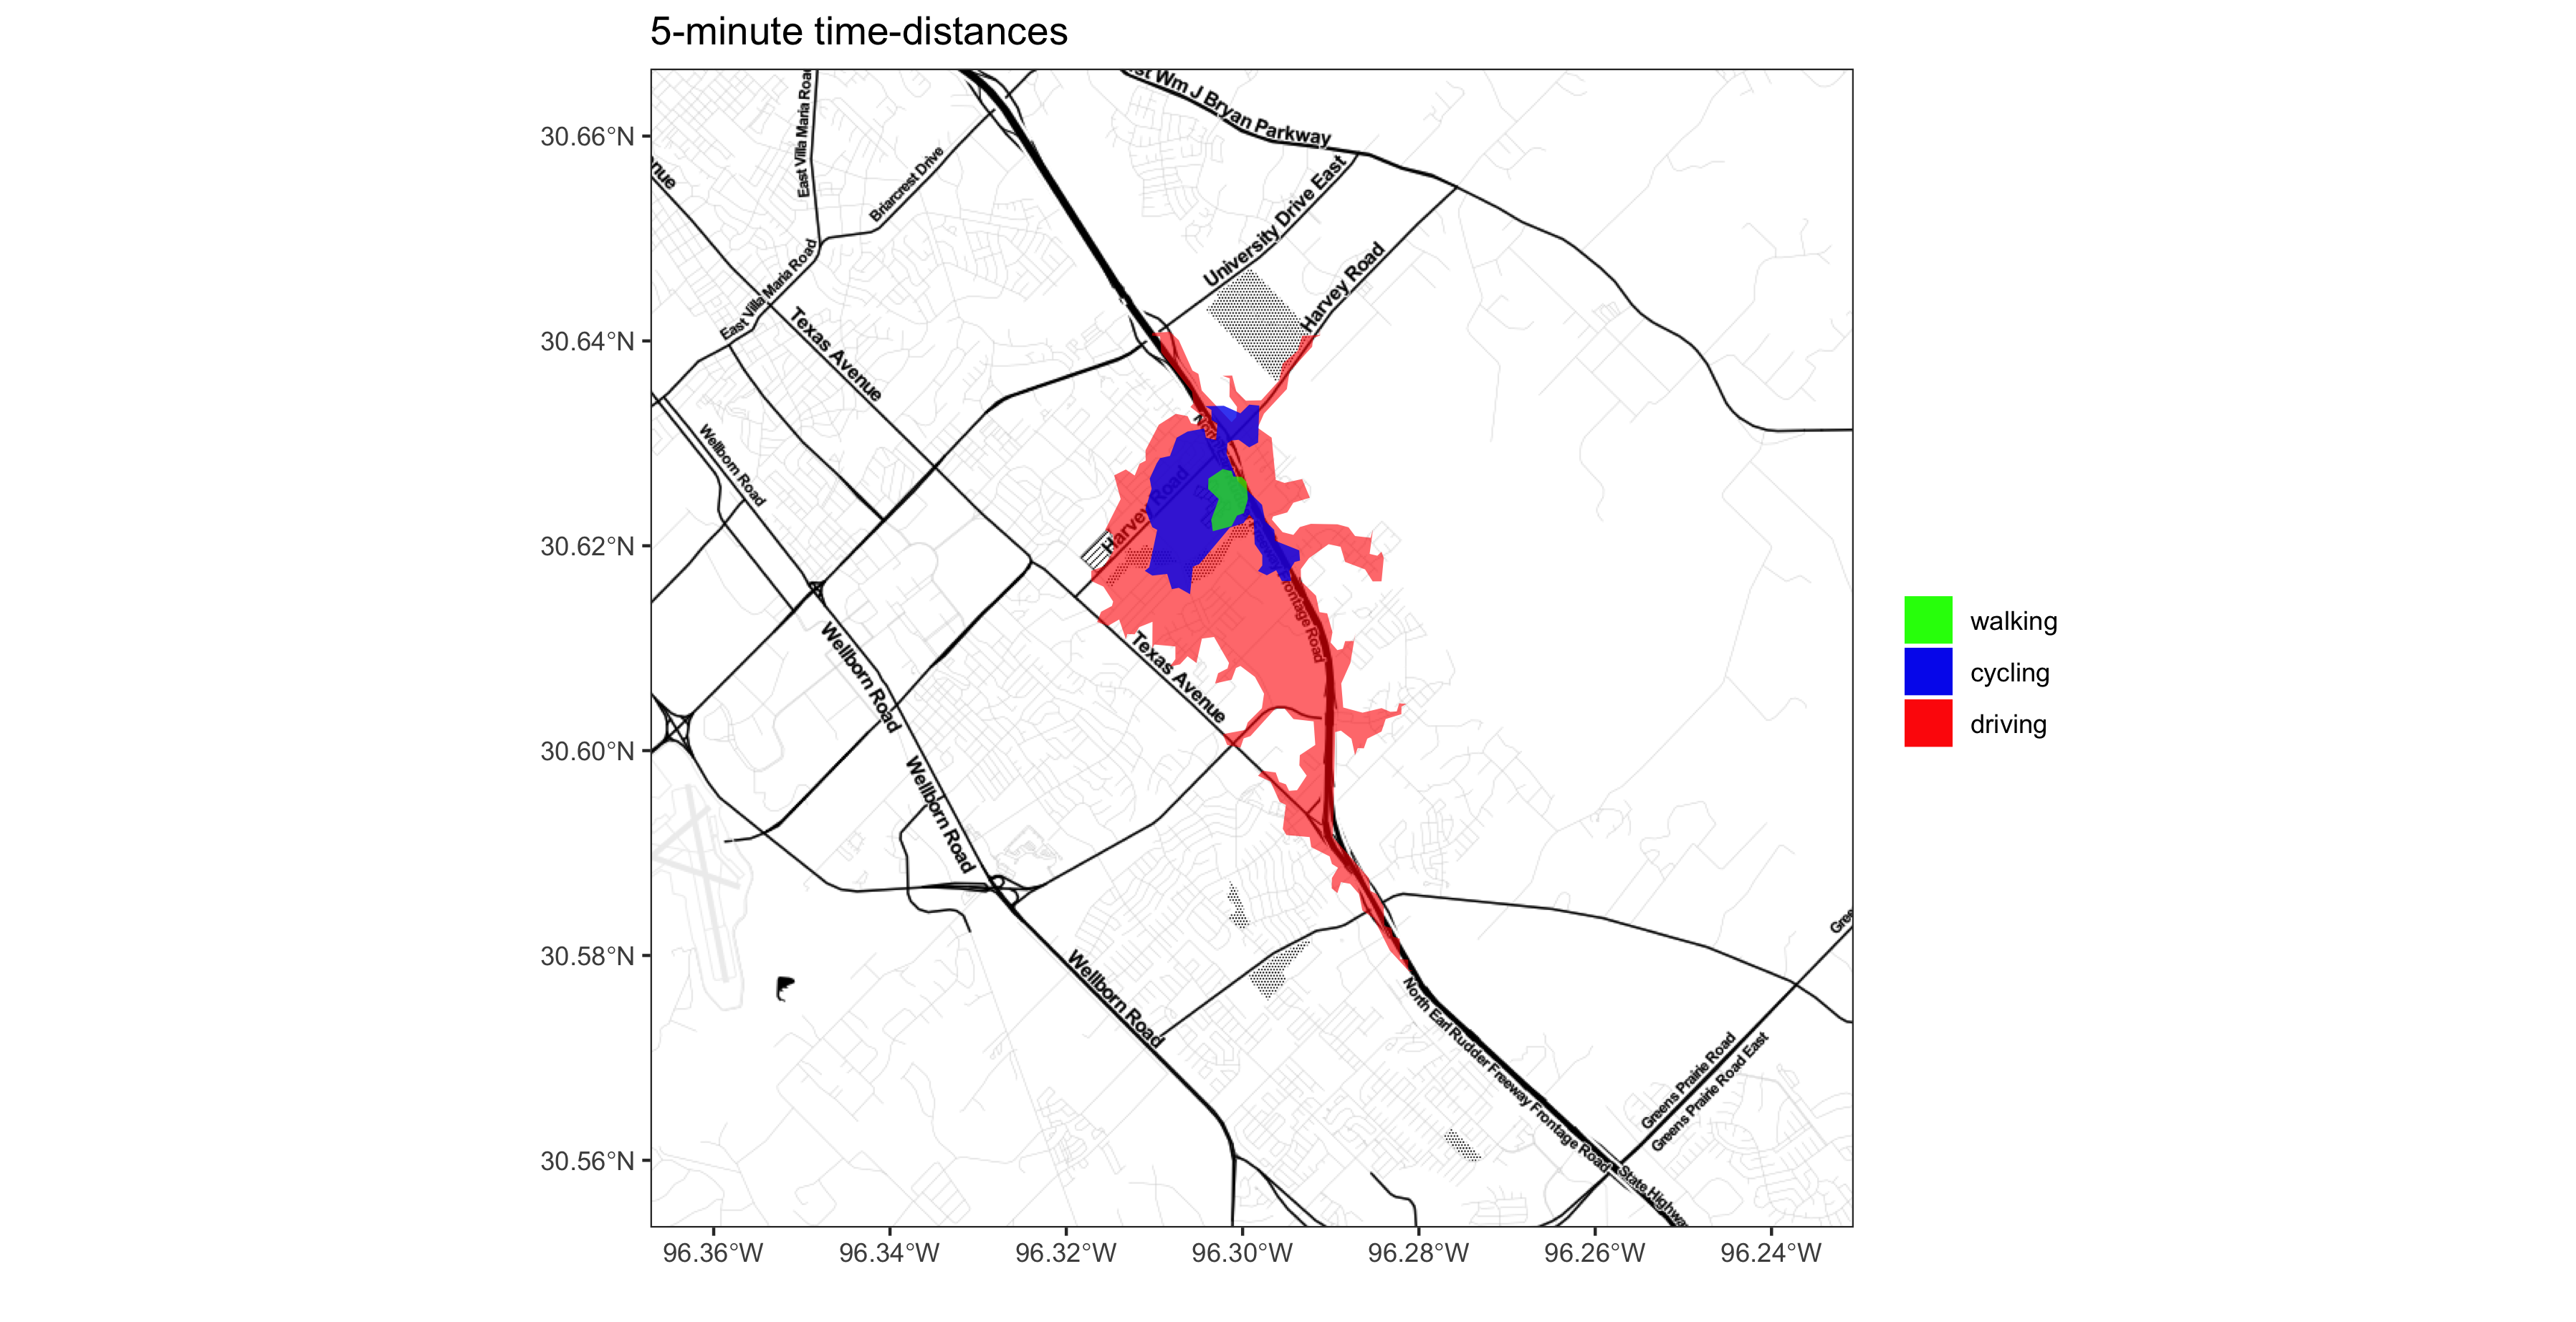 5-minute time-distances
st Wm J Bryan Parkway
East Villa Maria Road
30.66°N
Briarcrest Drive
nue
University Drive East
Harvey Road
East Villa Maria Road
30.64°N
Texas Avenue
Wellborn Road
Harvey Road
30.62°N
Frontage Road
walking
Wellborn Road
Texas Avenue
cycling
driving
30.60°N
Wellborn Road
Gree
30.58°N
Wellborn Road
North Earl Rudder Freeway Frontage Road
Greens Prairie Road
Greens Prairie Road East
30.56°N
State Highwa
96.36°W
96.34°W
96.32°W
96.30°W
96.28°W
96.26°W
96.24°W